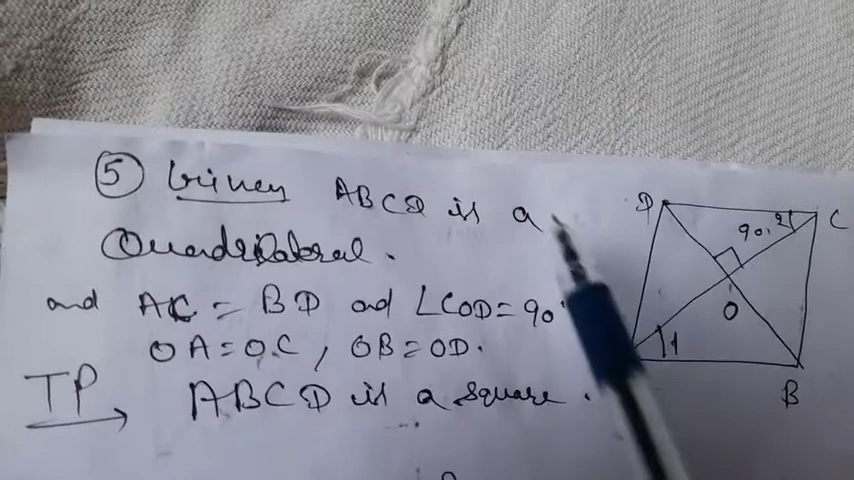 ⑤ Given ABCD is a
Quadrilateral.
and AC = BD and ∠COD = 90°
OA = OC, OB = OD.
TP ABCD is a square.
D
C
90°
2
O
1
B